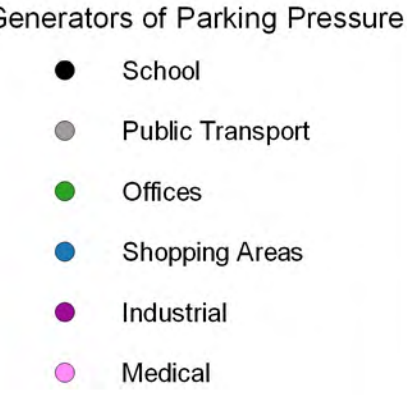 Generators of Parking Pressure
School
Public Transport
Offices
Shopping Areas
Industrial
Medical